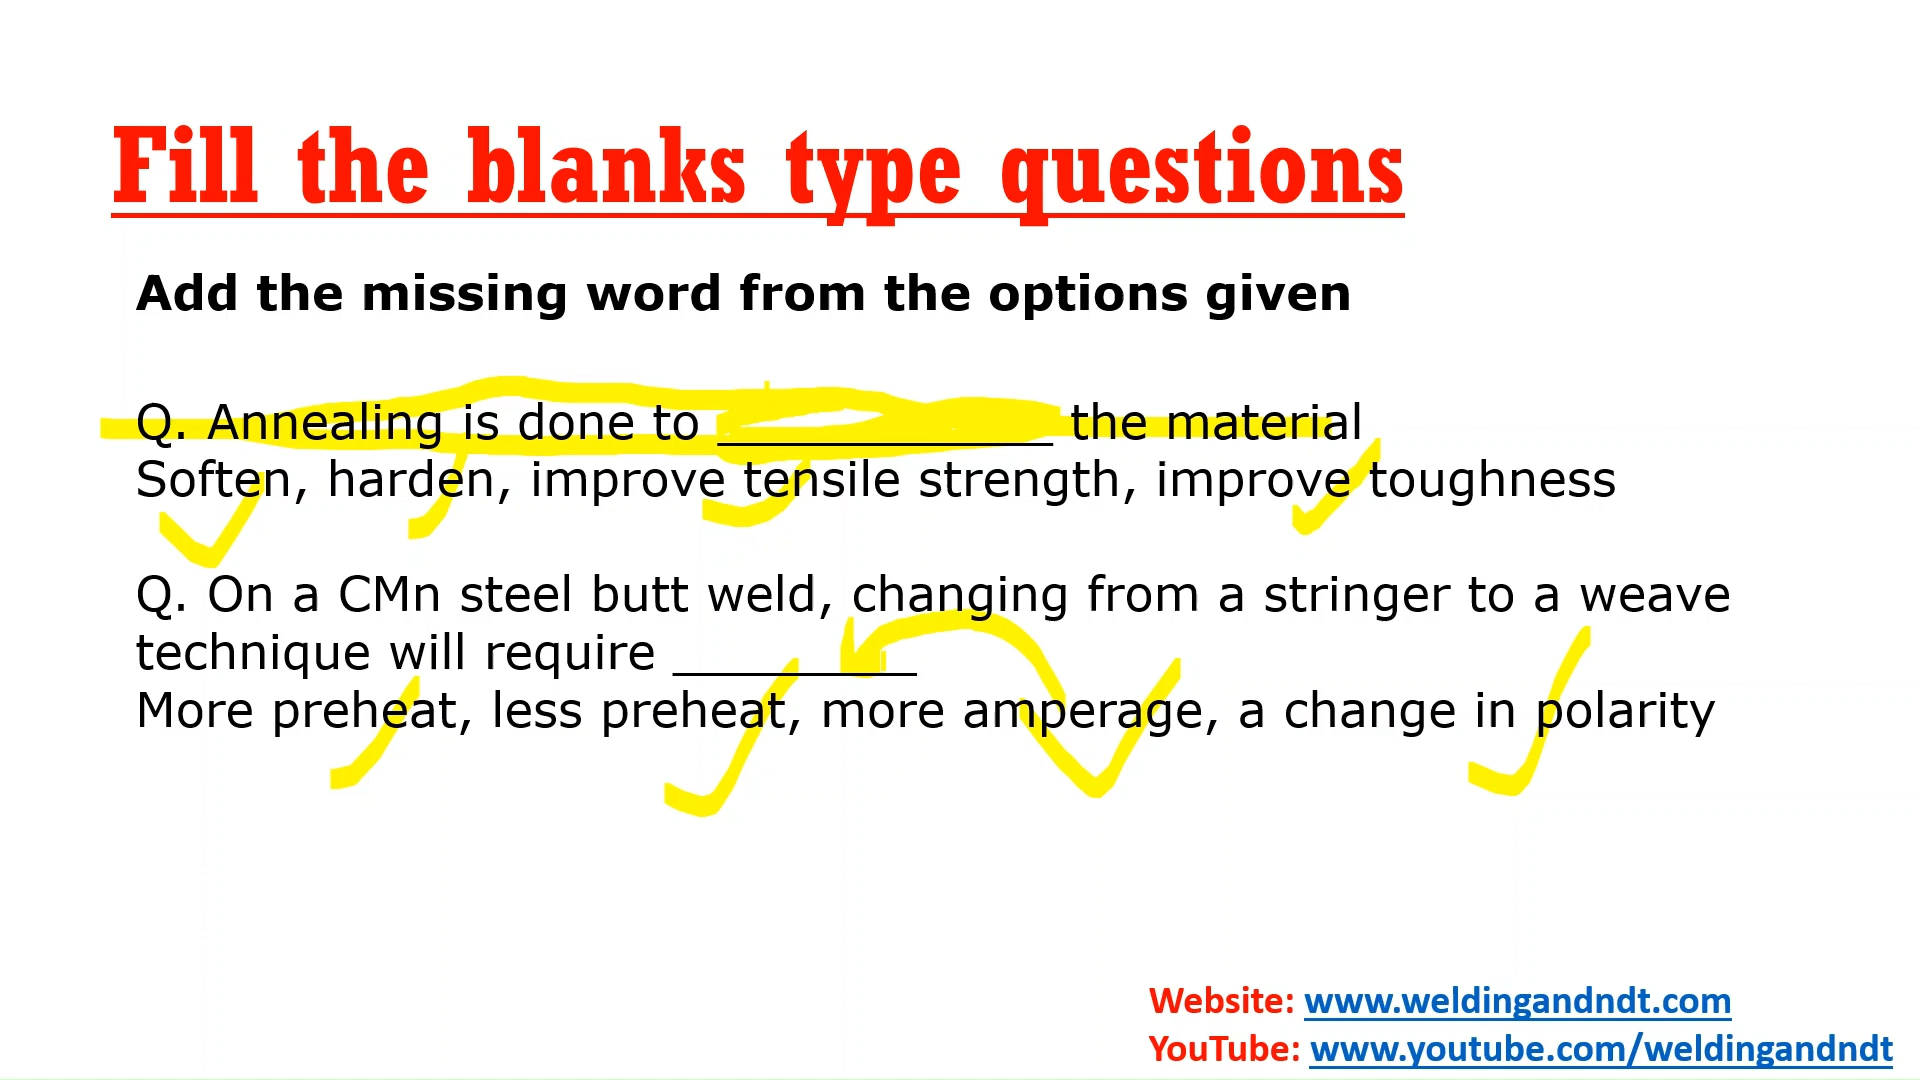 Fill the blanks type questions
Add the missing word from the options given
Q. Annealing is done to ______________ the material
Soften, harden, improve tensile strength, improve toughness
Q. On a CMn steel butt weld, changing from a stringer to a weave
technique will require __________
More preheat, less preheat, more amperage, a change in polarity
Website: www.weldingandndt.com
YouTube: www.youtube.com/weldingandndt